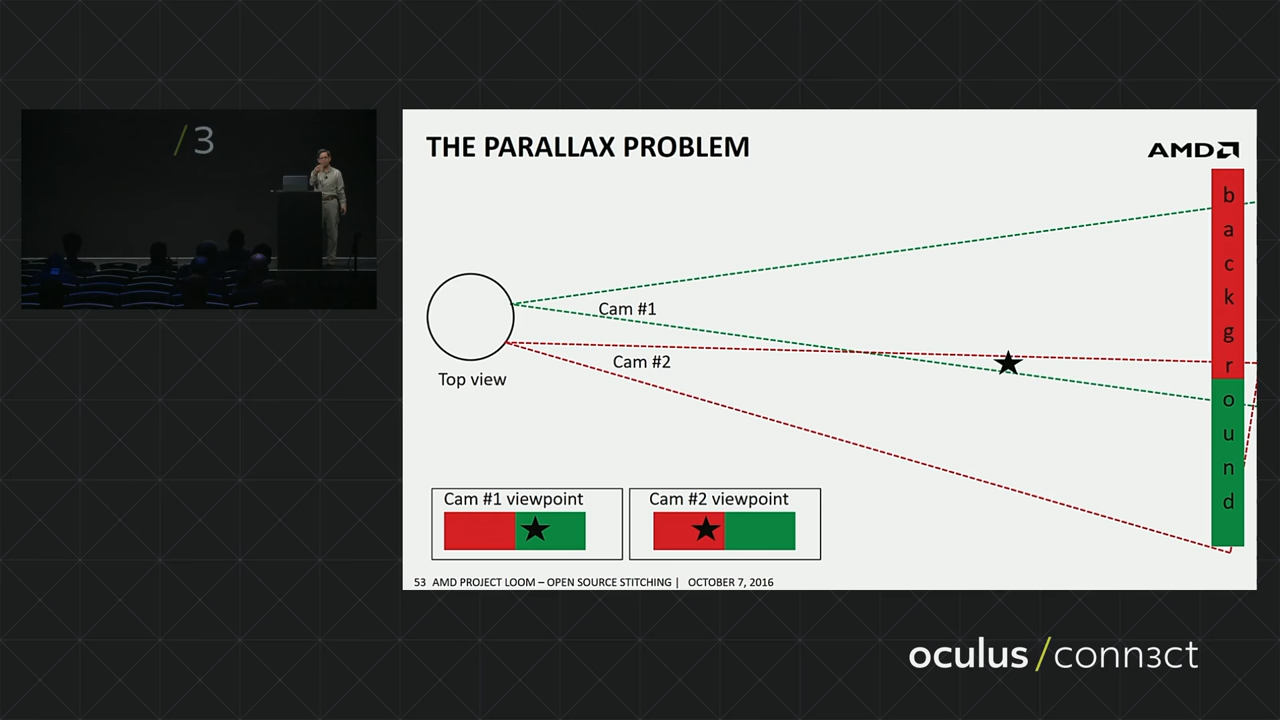 /3
THE PARALLAX PROBLEM
AMD
background
Cam #1
Cam #2
Top view
Cam #1 viewpoint
Cam #2 viewpoint
53 AMD PROJECT LOOM – OPEN SOURCE STITCHING | OCTOBER 7, 2016
oculus /conn3ct